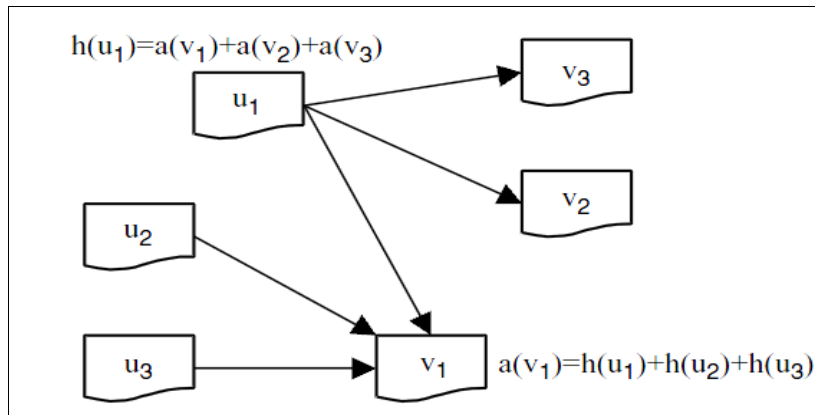 h(u₁)=a(v₁)+a(v₂)+a(v₃)
v₃
u₁
v₂
u₂
u₃
v₁
a(v₁)=h(u₁)+h(u₂)+h(u₃)